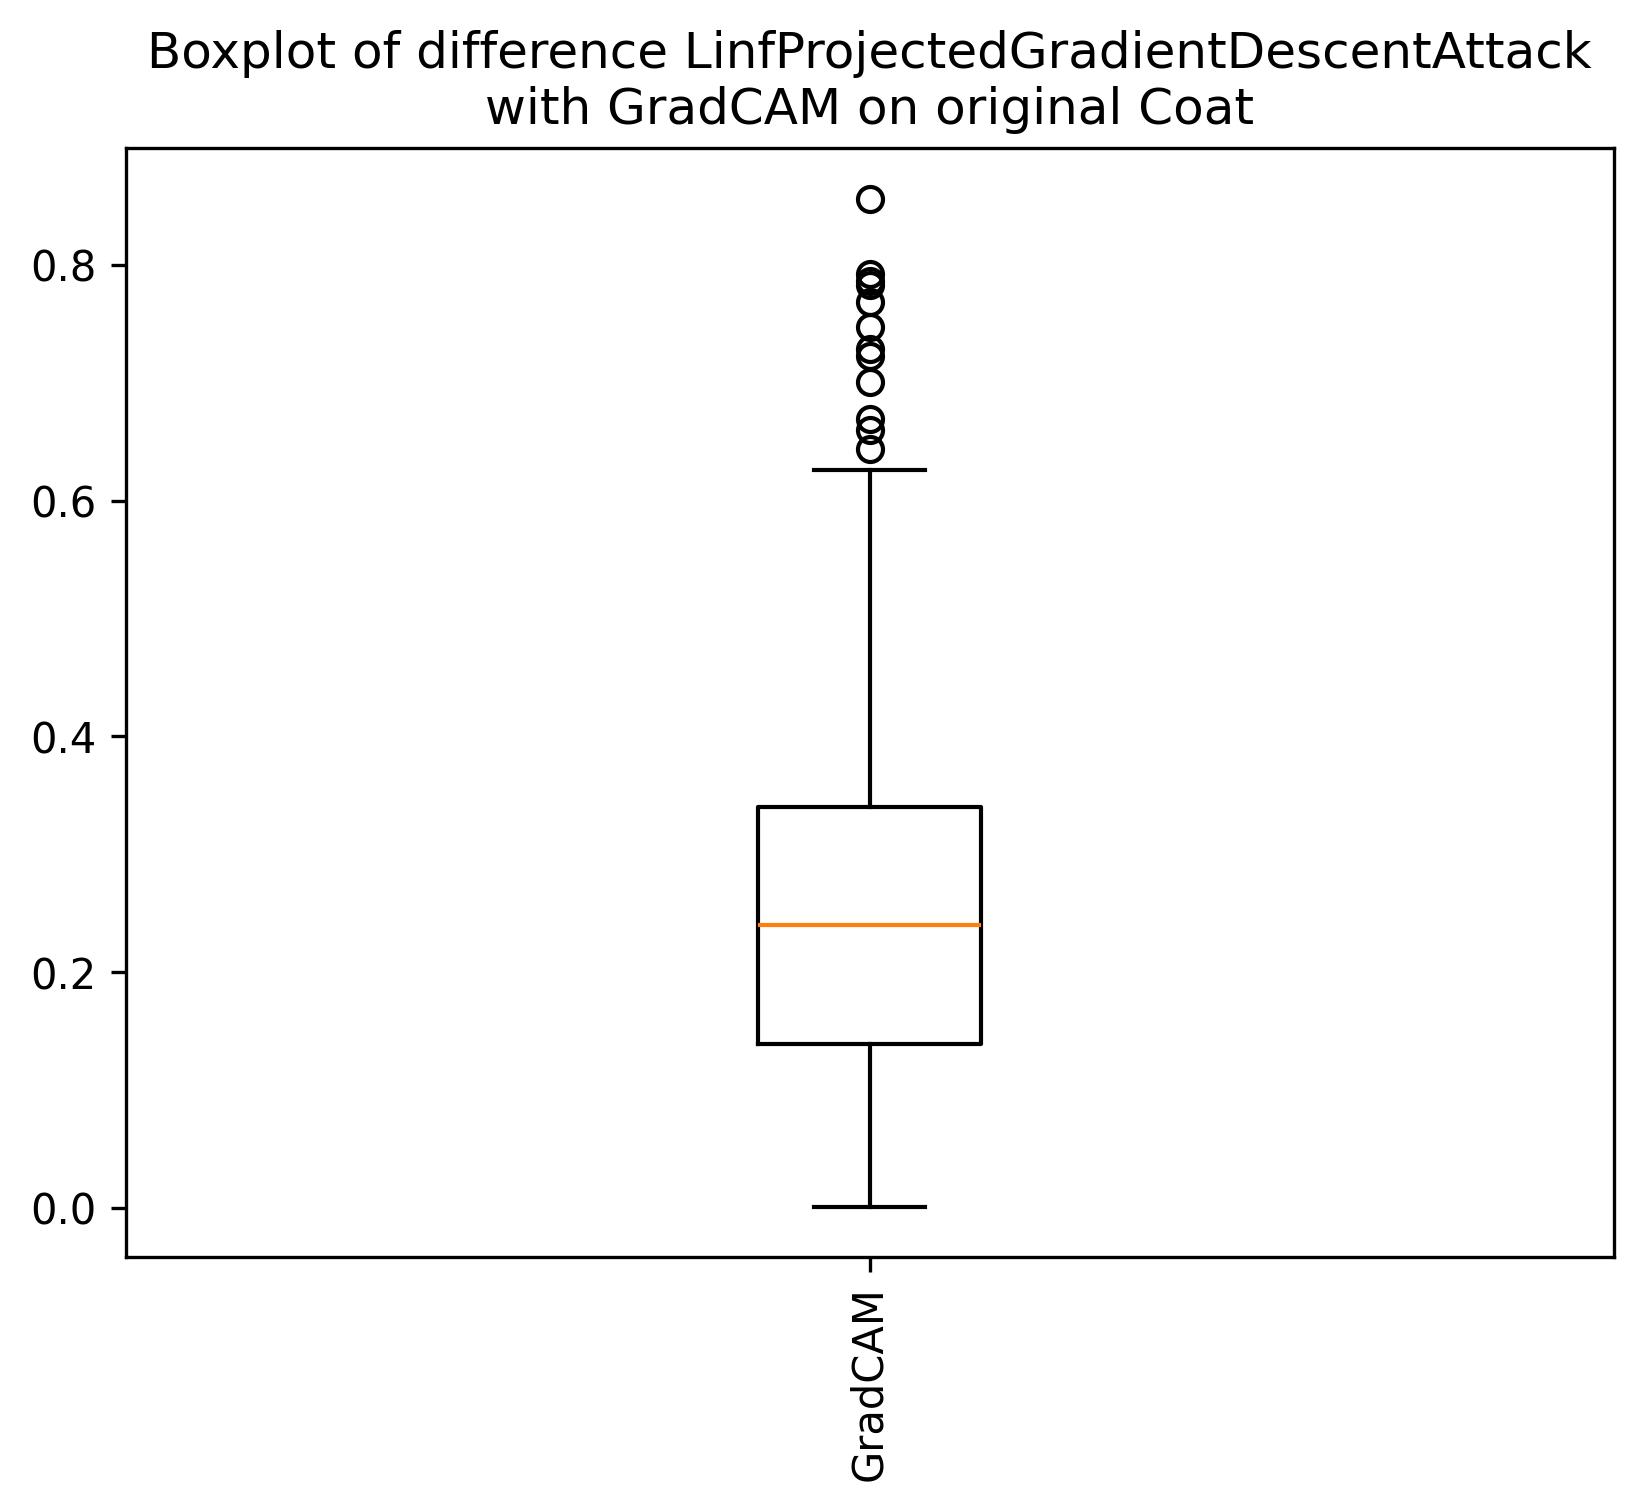 Boxplot of difference LinfProjectedGradientDescentAttack
with GradCAM on original Coat
0.8
0.6
0.4
0.2
0.0
GradCAM